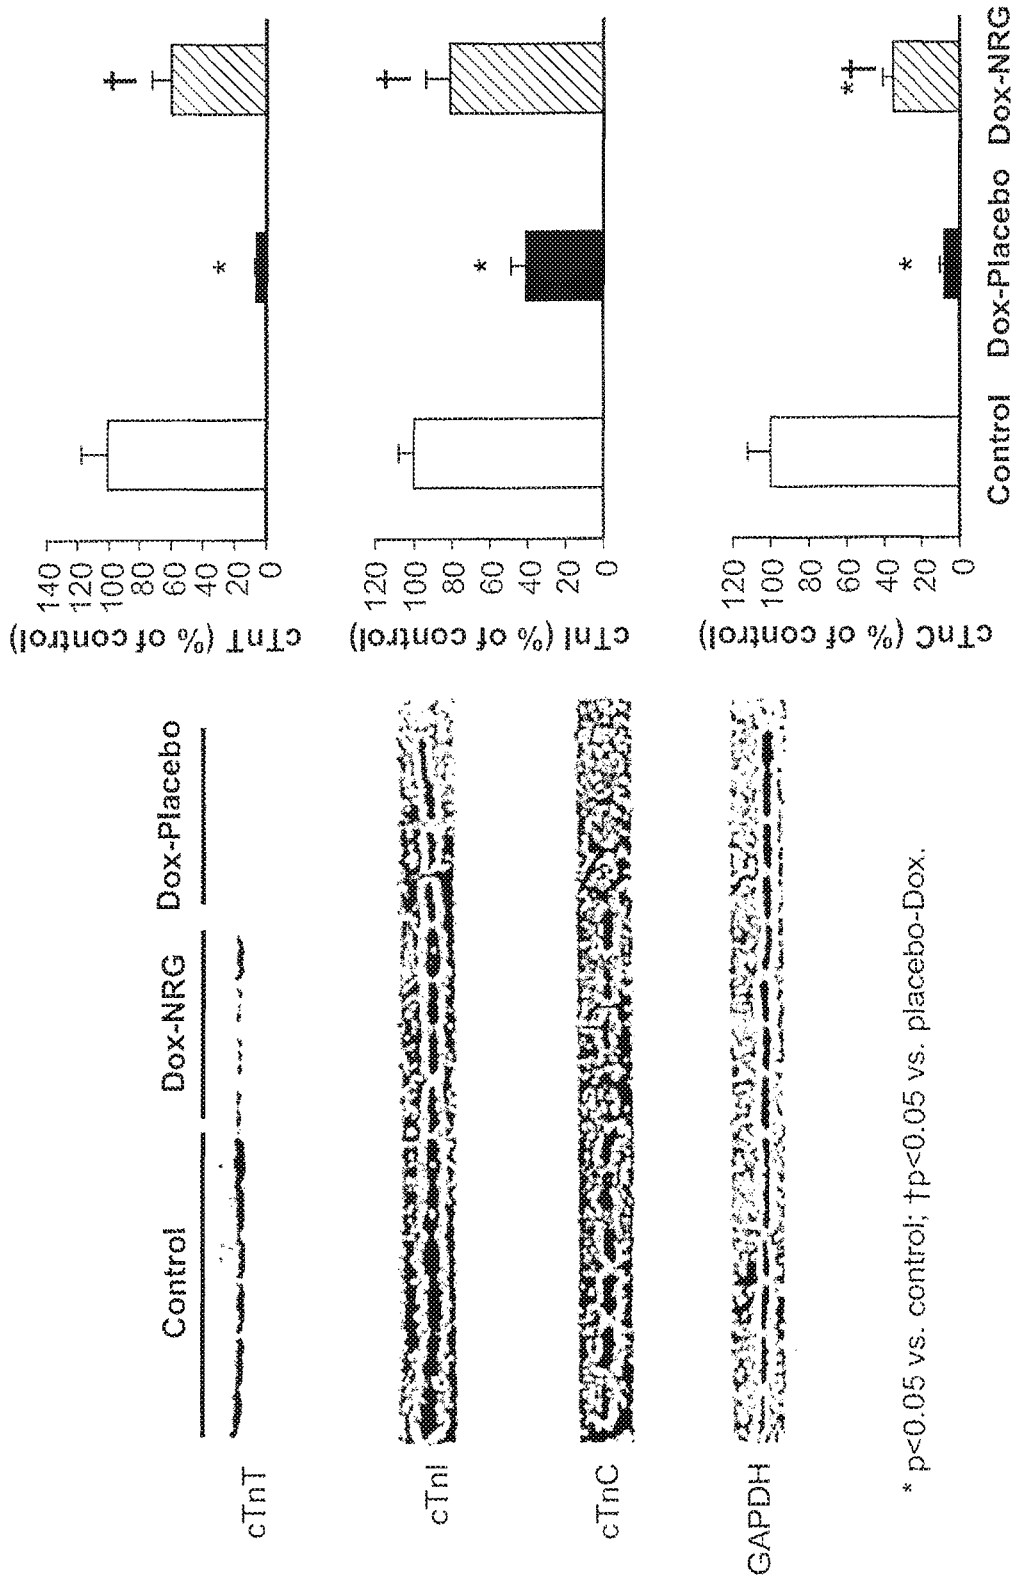 Control
Dox-NRG
Dox-Placebo
cTnT
cTnI
cTnC
GAPDH
* p<0.05 vs. control; †p<0.05 vs. placebo-Dox.
cTnT (% of control)
140
120
100
80
60
40
20
0
*
†
cTnI (% of control)
120
100
80
60
40
20
0
*
†
cTnC (% of control)
120
100
80
60
40
20
0
*
*†
Control Dox-Placebo Dox-NRG